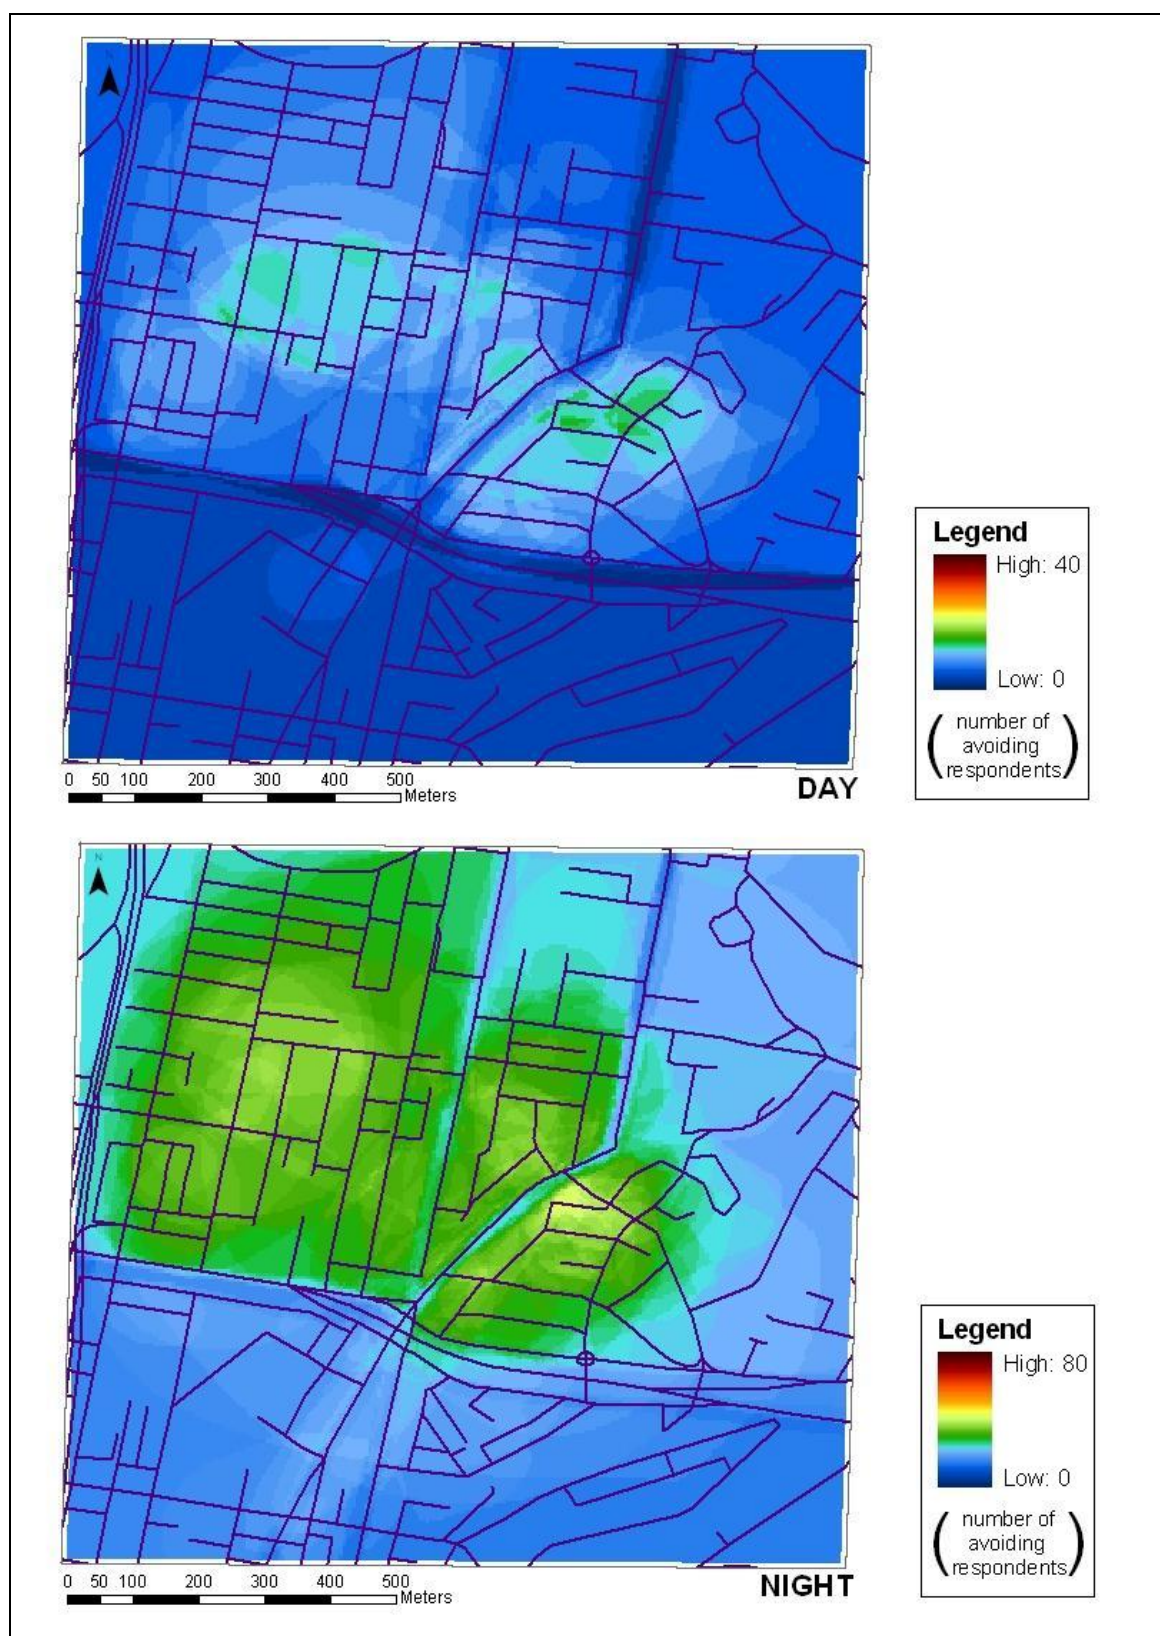 N
Legend
High: 40
Low: 0
(number of
avoiding
respondents)
0 50 100 200 300 400 500
Meters
DAY
N
Legend
High: 80
Low: 0
(number of
avoiding
respondents)
0 50 100 200 300 400 500
Meters
NIGHT